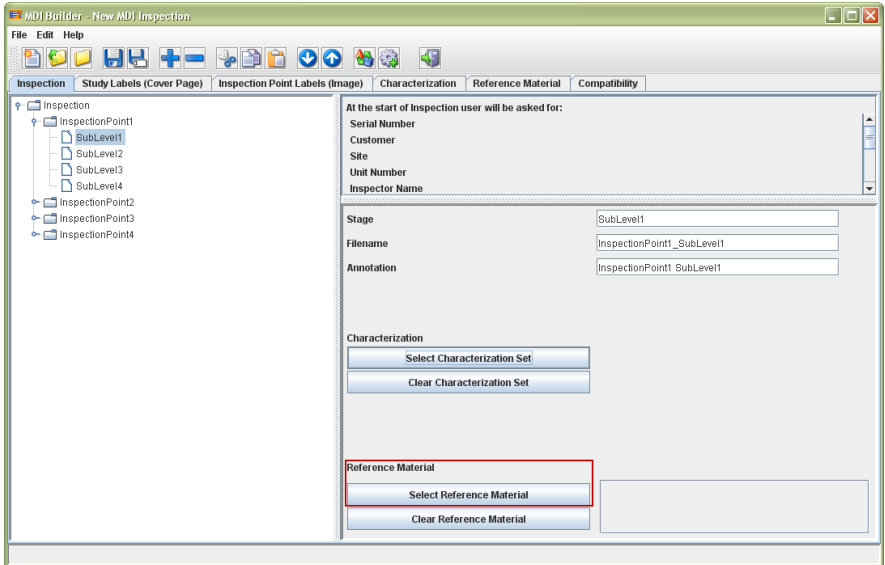 MDI Builder - New MDI Inspection
File Edit Help
Inspection Study Labels (Cover Page) Inspection Point Labels (Image) Characterization Reference Material Compatibility
Inspection
InspectionPoint1
SubLevel1
SubLevel2
SubLevel3
SubLevel4
InspectionPoint2
InspectionPoint3
InspectionPoint4
At the start of Inspection user will be asked for:
Serial Number
Customer
Site
Unit Number
Inspector Name
Stage SubLevel1
Filename InspectionPoint1_SubLevel1
Annotation InspectionPoint1 SubLevel1
Characterization
Select Characterization Set
Clear Characterization Set
Reference Material
Select Reference Material
Clear Reference Material